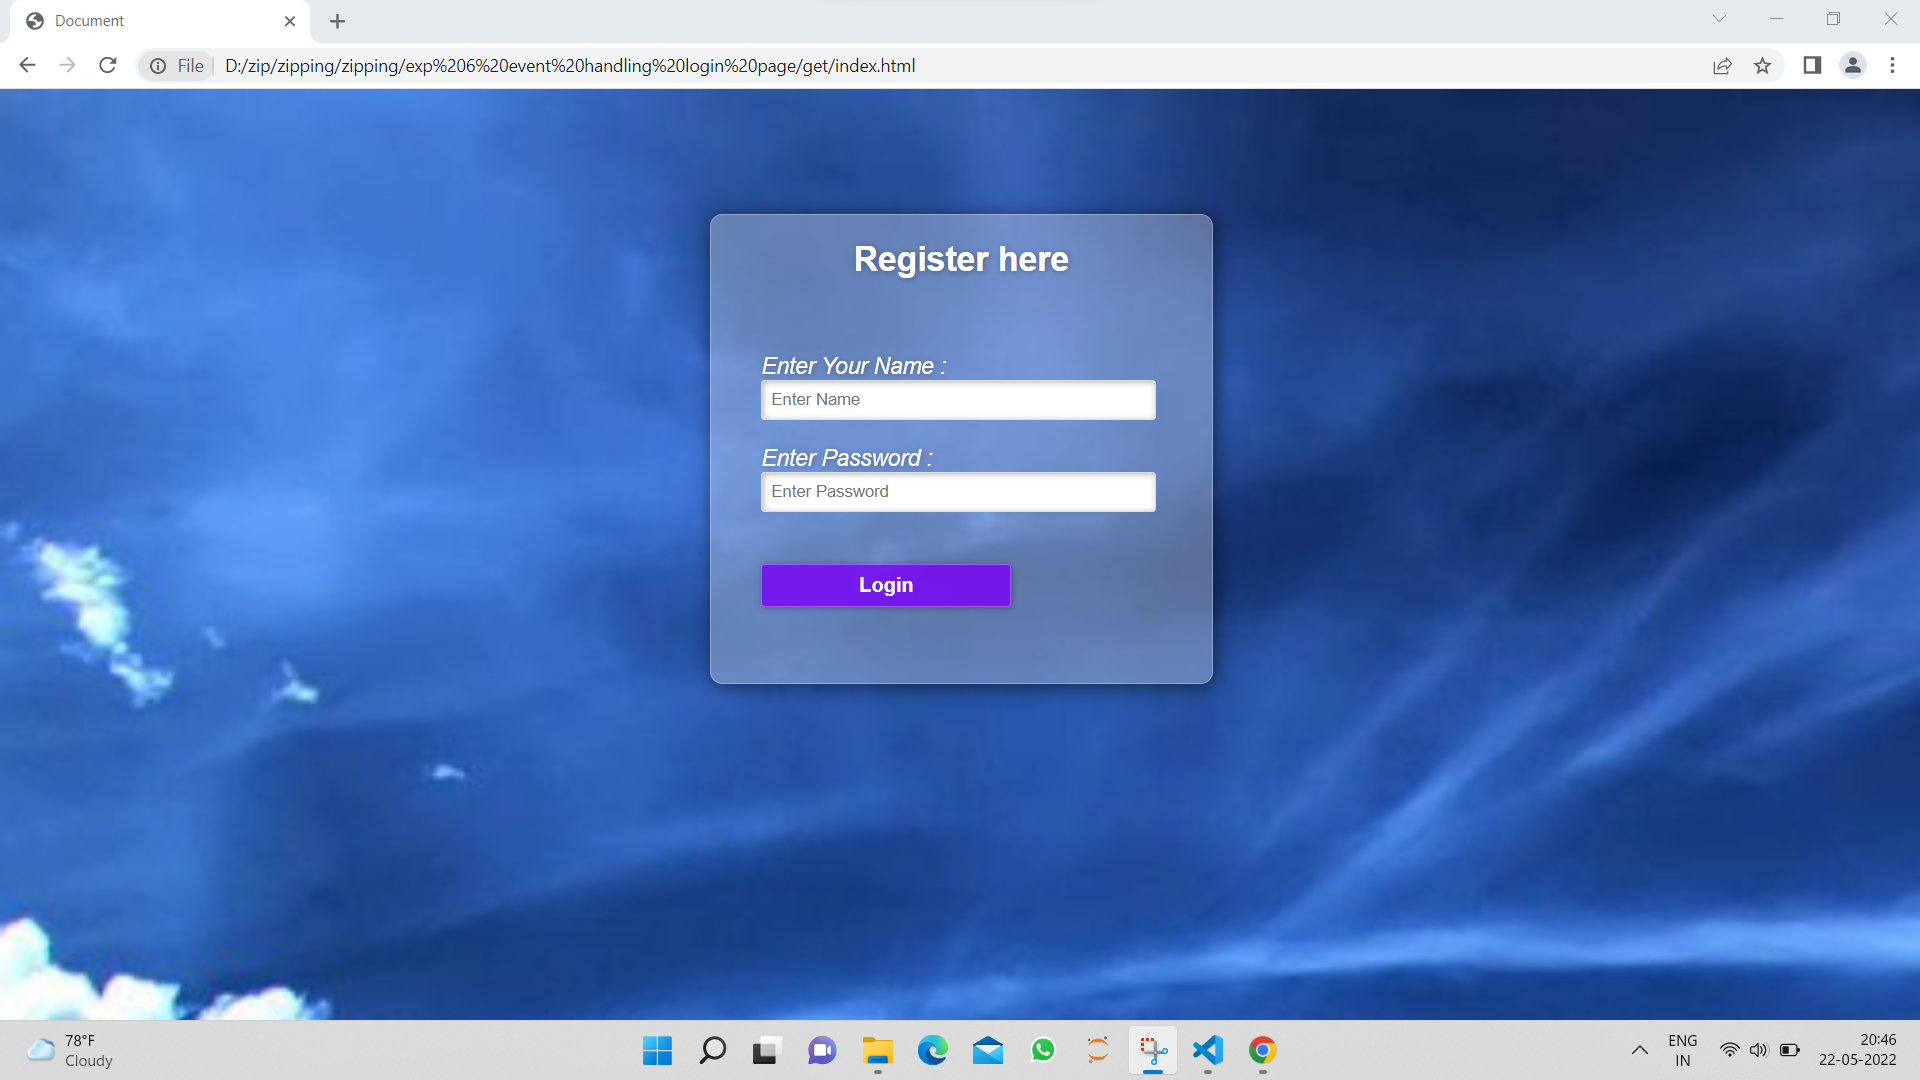 Document
File
D:/zip/zipping/zipping/exp%206%20event%20handling%20login%20page/get/index.html
Register here
Enter Your Name :
Enter Name
Enter Password :
Enter Password
Login
78°F
Cloudy
ENG
IN
20:46
22-05-2022